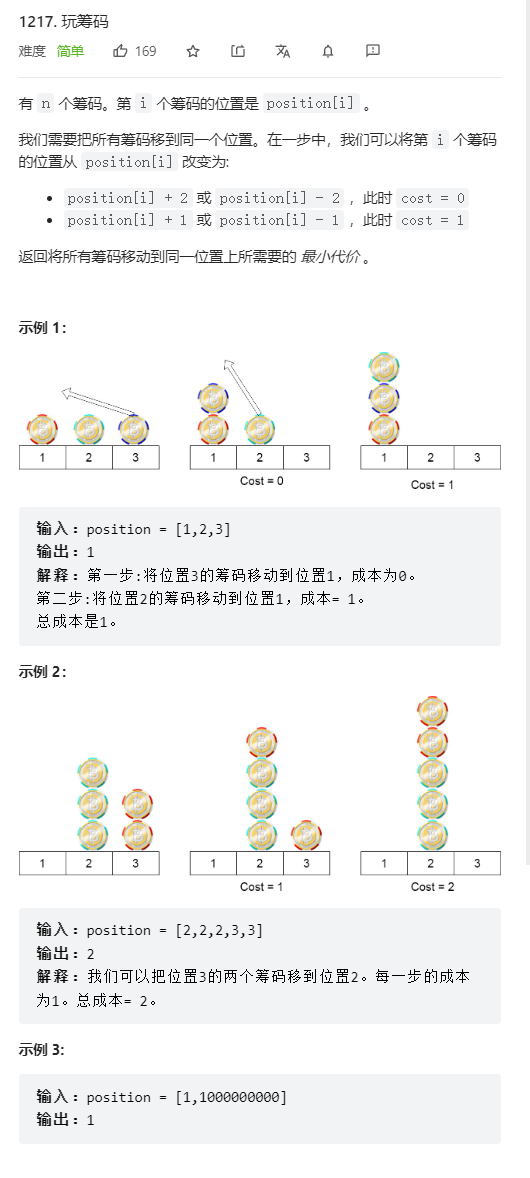 1217. 玩筹码
难度 简单 169
有 n 个筹码。第 i 个筹码的位置是 position[i] 。
我们需要把所有筹码移到同一个位置。在一步中，我们可以将第 i 个筹码
的位置从 position[i] 改变为:
• position[i] + 2 或 position[i] - 2 ，此时 cost = 0
• position[i] + 1 或 position[i] - 1 ，此时 cost = 1
返回将所有筹码移动到同一位置上所需要的 最小代价 。
示例 1：
1 2 3 1 2 3 1 2 3
Cost = 0 Cost = 1
输入：position = [1,2,3]
输出：1
解释：第一步:将位置3的筹码移动到位置1，成本为0。
第二步:将位置2的筹码移动到位置1，成本= 1。
总成本是1。
示例 2：
1 2 3 1 2 3 1 2 3
Cost = 1 Cost = 2
输入：position = [2,2,2,3,3]
输出：2
解释：我们可以把位置3的两个筹码移到位置2。每一步的成本
为1。总成本= 2。
示例 3:
输入：position = [1,1000000000]
输出：1